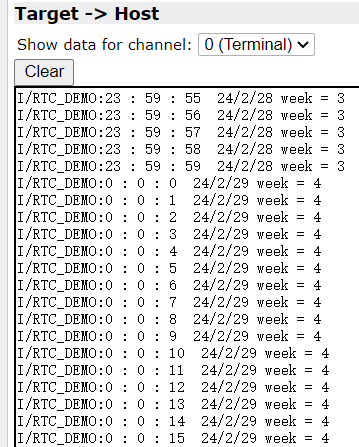 Target -> Host
Show data for channel: 0 (Terminal)
Clear
I/RTC_DEMO:23 : 59 : 55  24/2/28 week = 3
I/RTC_DEMO:23 : 59 : 56  24/2/28 week = 3
I/RTC_DEMO:23 : 59 : 57  24/2/28 week = 3
I/RTC_DEMO:23 : 59 : 58  24/2/28 week = 3
I/RTC_DEMO:23 : 59 : 59  24/2/28 week = 3
I/RTC_DEMO:0 : 0 : 0  24/2/29 week = 4
I/RTC_DEMO:0 : 0 : 1  24/2/29 week = 4
I/RTC_DEMO:0 : 0 : 2  24/2/29 week = 4
I/RTC_DEMO:0 : 0 : 3  24/2/29 week = 4
I/RTC_DEMO:0 : 0 : 4  24/2/29 week = 4
I/RTC_DEMO:0 : 0 : 5  24/2/29 week = 4
I/RTC_DEMO:0 : 0 : 6  24/2/29 week = 4
I/RTC_DEMO:0 : 0 : 7  24/2/29 week = 4
I/RTC_DEMO:0 : 0 : 8  24/2/29 week = 4
I/RTC_DEMO:0 : 0 : 9  24/2/29 week = 4
I/RTC_DEMO:0 : 0 : 10  24/2/29 week = 4
I/RTC_DEMO:0 : 0 : 11  24/2/29 week = 4
I/RTC_DEMO:0 : 0 : 12  24/2/29 week = 4
I/RTC_DEMO:0 : 0 : 13  24/2/29 week = 4
I/RTC_DEMO:0 : 0 : 14  24/2/29 week = 4
I/RTC_DEMO:0 : 0 : 15  24/2/29 week = 4